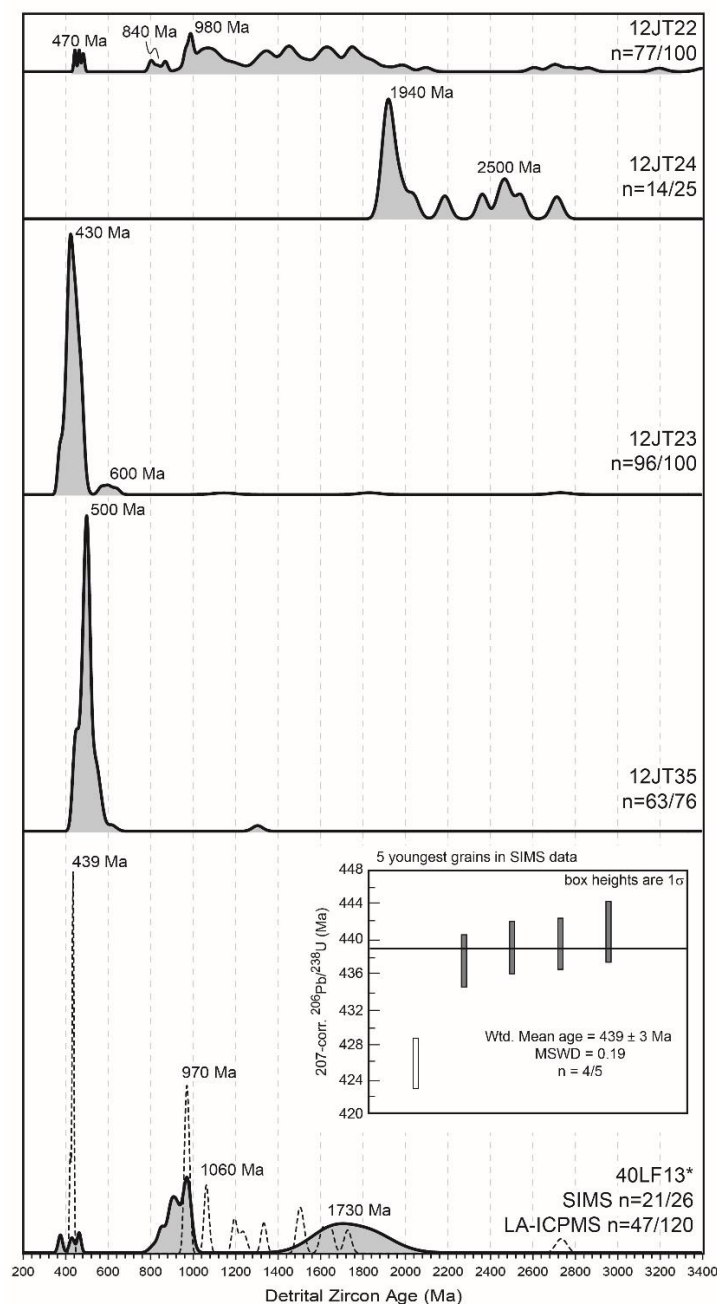 470 Ma
840 Ma
980 Ma
12JT22
n=77/100
1940 Ma
2500 Ma
12JT24
n=14/25
430 Ma
600 Ma
12JT23
n=96/100
500 Ma
12JT35
n=63/76
439 Ma
5 youngest grains in SIMS data
box heights are 1σ
207-corr. ²⁰⁶Pb/²³⁸U (Ma)
448
444
440
436
432
428
424
420
Wtd. Mean age = 439 ± 3 Ma
MSWD = 0.19
n = 4/5
970 Ma
1060 Ma
1730 Ma
40LF13*
SIMS n=21/26
LA-ICPMS n=47/120
200 400 600 800 1000 1200 1400 1600 1800 2000 2200 2400 2600 2800 3000 3200 3400
Detrital Zircon Age (Ma)